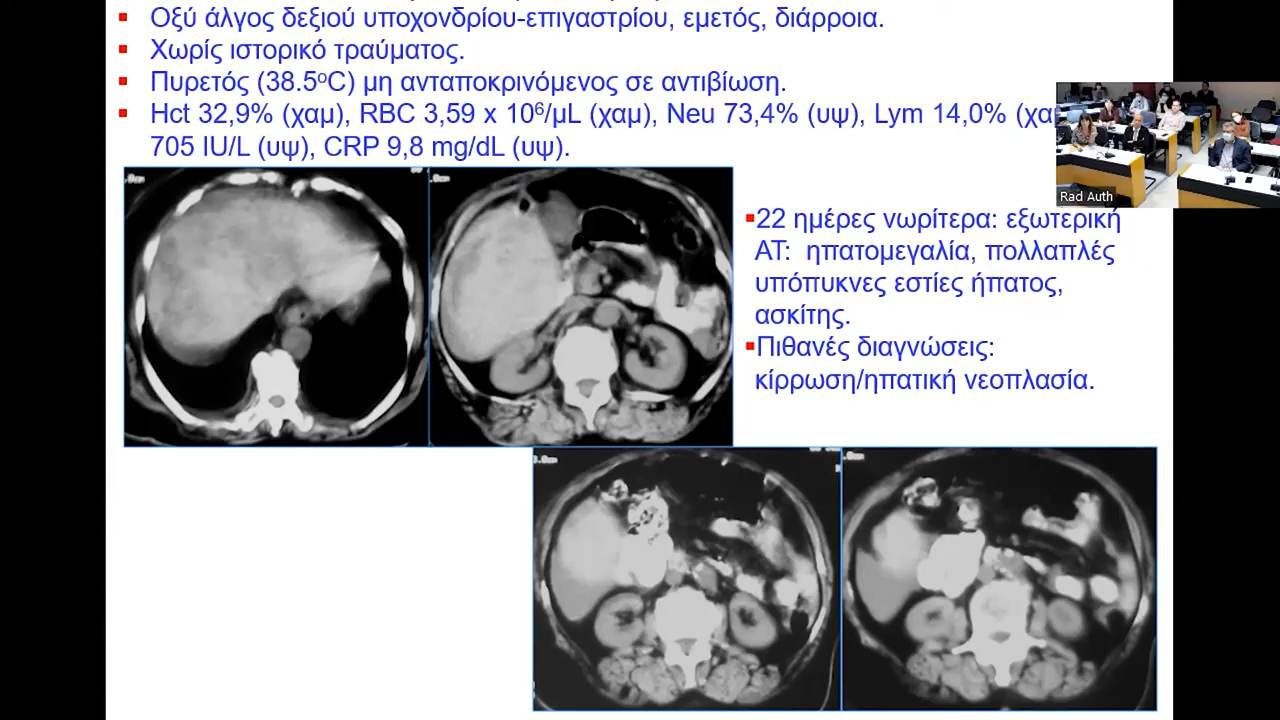 Οξύ άλγος δεξιού υποχονδρίου-επιγαστρίου, εμετός, διάρροια.
Χωρίς ιστορικό τραύματος.
Πυρετός (38.5οC) μη ανταποκρινόμενος σε αντιβίωση.
Hct 32,9% (χαμ), RBC 3,59 x 10⁶/μL (χαμ), Neu 73,4% (υψ), Lym 14,0% (χαμ
705 IU/L (υψ), CRP 9,8 mg/dL (υψ).
Rad Auth
22 ημέρες νωρίτερα: εξωτερική
ΑΤ: ηπατομεγαλία, πολλαπλές
υπόπυκνες εστίες ήπατος,
ασκίτης.
Πιθανές διαγνώσεις:
κίρρωση/ηπατική νεοπλασία.